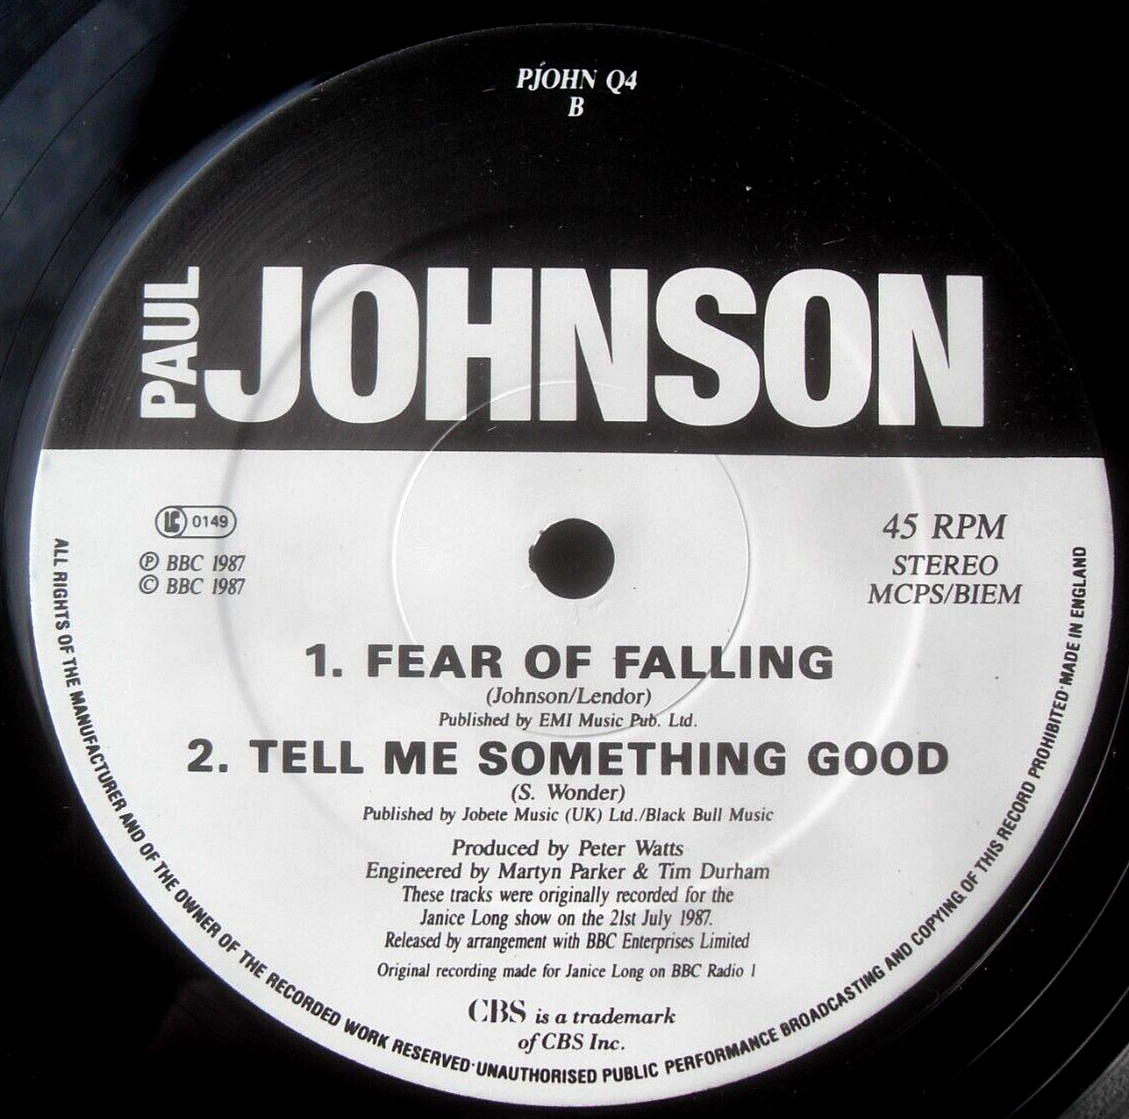 PJOHN Q4
B
PAUL JOHNSON
LC 0149
℗ BBC 1987
© BBC 1987
45 RPM
STEREO
MCPS/BIEM
1. FEAR OF FALLING
(Johnson/Lendor)
Published by EMI Music Pub. Ltd.
2. TELL ME SOMETHING GOOD
(S. Wonder)
Published by Jobete Music (UK) Ltd./Black Bull Music
Produced by Peter Watts
Engineered by Martyn Parker & Tim Durham
These tracks were originally recorded for the
Janice Long show on the 21st July 1987.
Released by arrangement with BBC Enterprises Limited
Original recording made for Janice Long on BBC Radio 1
CBS is a trademark
of CBS Inc.
ALL RIGHTS OF THE MANUFACTURER AND OF THE OWNER OF THE RECORDED WORK RESERVED·UNAUTHORISED PUBLIC PERFORMANCE BROADCASTING AND COPYING OF THIS RECORD PROHIBITED·MADE IN ENGLAND